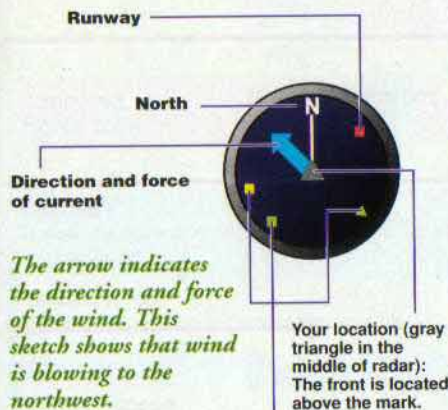 Runway
North
N
Direction and force
of current
The arrow indicates
the direction and force
of the wind. This
sketch shows that wind
is blowing to the
northwest.
Your location (gray
triangle in the
middle of radar):
The front is located
above the mark.